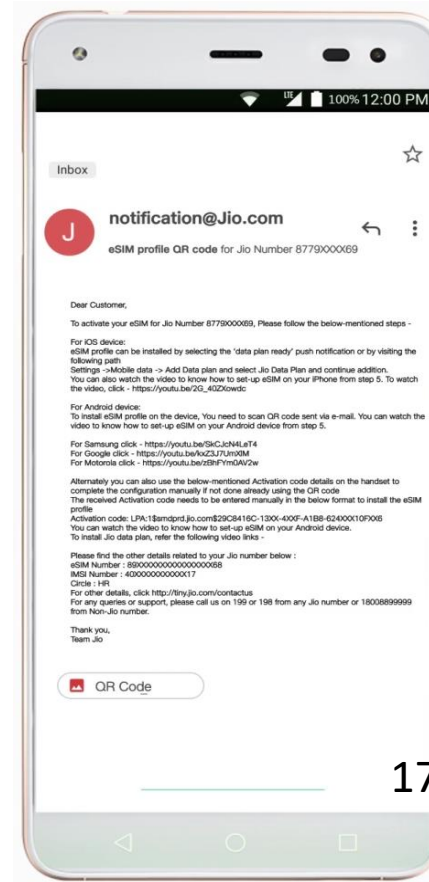 LTE 100% 12:00 PM
Inbox
J
notification@Jio.com
eSIM profile QR code for Jio Number 8779XXXX69
Dear Customer,
To activate your eSIM for Jio Number 8779XXXX69, Please follow the below-mentioned steps -
For iOS device:
eSIM profile can be installed by selecting the 'data plan ready' push notification or by visiting the
following path
Settings ->Mobile data -> Add Data plan and select Jio Data Plan and continue addition.
You can also watch the video to know how to set-up eSIM on your iPhone from step 5. To watch
the video, click - https://youtu.be/2G_40ZXowdc
For Android device:
To install eSIM profile on the device, You need to scan QR code sent via e-mail. You can watch the
video to know how to set-up eSIM on your Android device from step 5.
For Samsung click - https://youtu.be/SkCJcN4LaT4
For Google click - https://youtu.be/kxZ3J7UmXlM
For Motorola click - https://youtu.be/zBhFYm0AV2w
Alternately you can also use the below-mentioned Activation code details on the handset to
complete the configuration manually if not done already using the QR code
The received Activation code needs to be entered manually in the below format to install the eSIM
profile
Activation code: LPA:1$smdprd.jio.com$29C8416C-13XX-4XXF-A1B8-624XXX10FXX6
You can watch the video to know how to set-up eSIM on your Android device.
To install Jio data plan, refer the following video links -
Please find the other details related to your Jio number below :
eSIM Number : 89XXXXXXXXXXXXXXXX68
IMSI Number : 40XXXXXXXXXXX17
Circle : HR
For other details, click http://tiny.jio.com/contactus
For any queries or support, please call us on 199 or 198 from any Jio number or 18008899999
from Non-Jio number.
Thank you,
Team Jio
QR Code
17